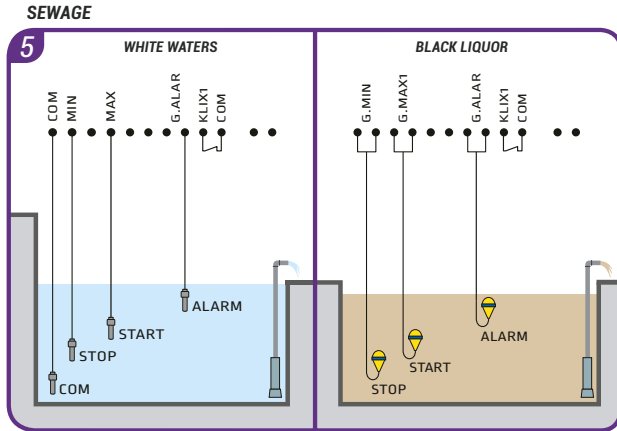 SEWAGE
5
WHITE WATERS
COM
MIN
MAX
G.ALAR
KLIX1
COM
ALARM
START
STOP
COM
BLACK LIQUOR
G.MIN
G.MAX1
G.ALAR
KLIX1
COM
ALARM
START
STOP